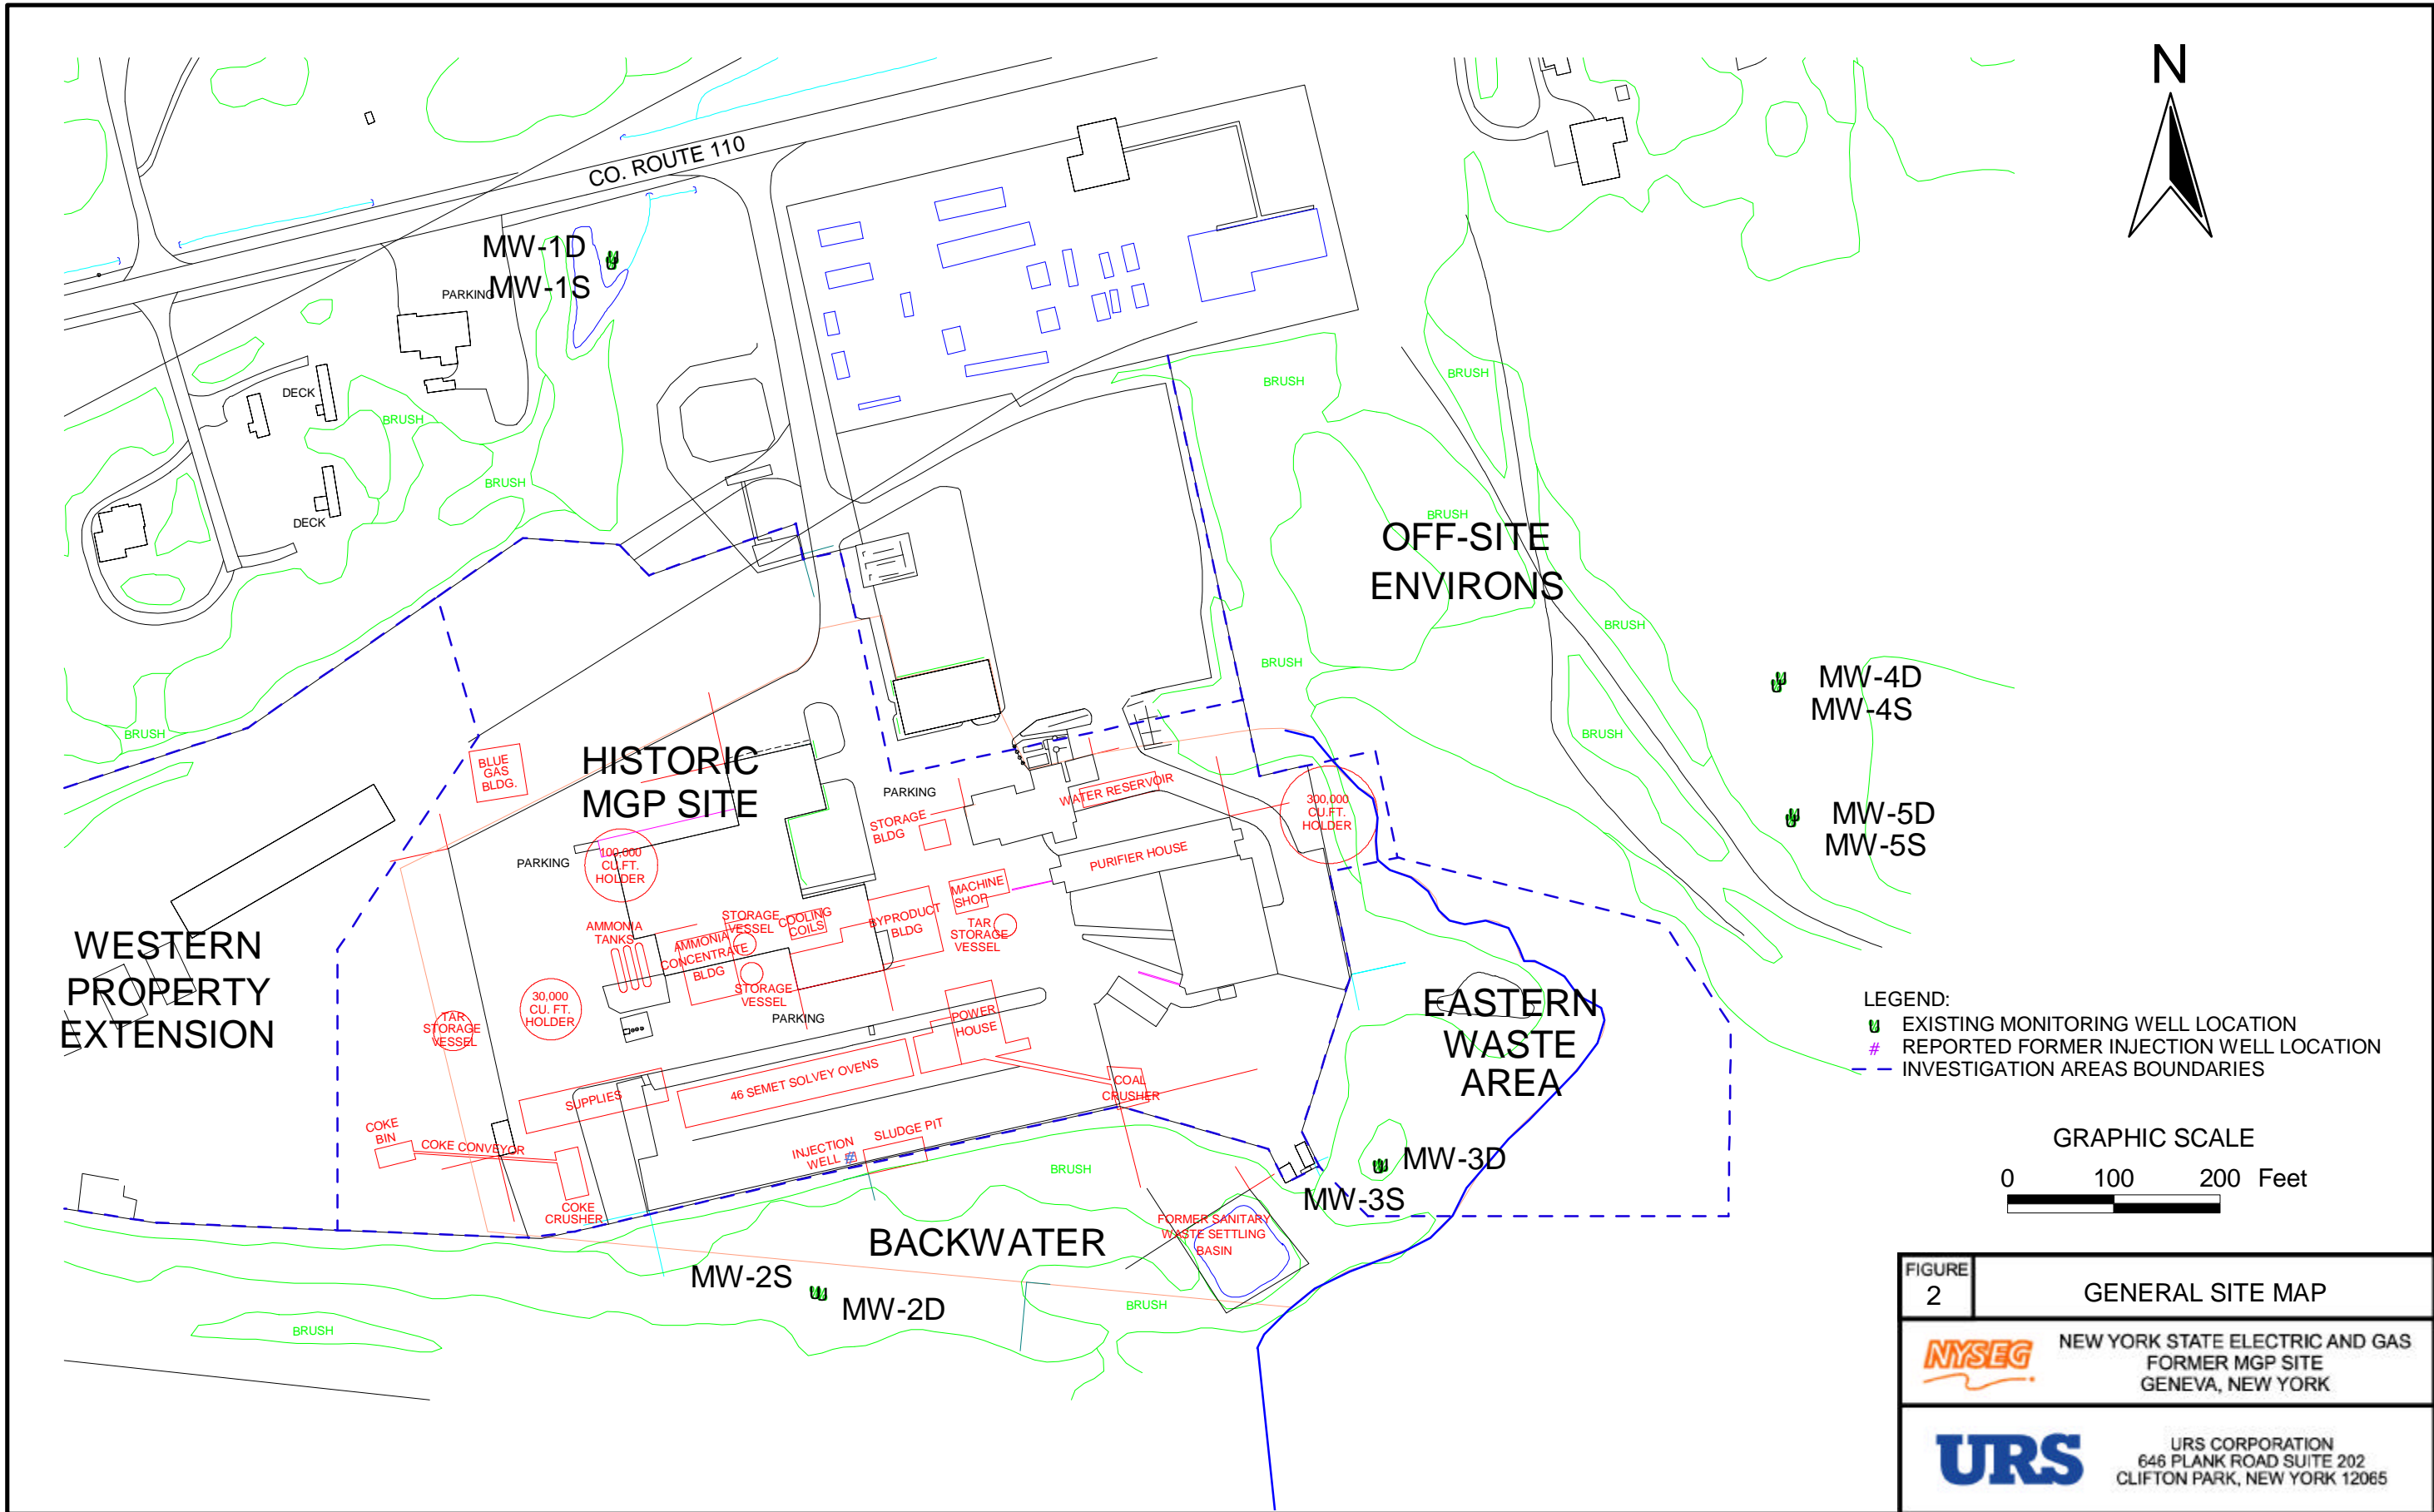 N
CO. ROUTE 110
MW-1D
MW-1S
PARKING
DECK
BRUSH
BRUSH
DECK
BRUSH
BRUSH
BRUSH
OFF-SITE
ENVIRONS
BRUSH
BRUSH
MW-4D
MW-4S
BRUSH
BRUSH
BLUE
GAS
BLDG.
HISTORIC
MGP SITE
PARKING
STORAGE
BLDG
WATER RESERVOIR
300,000
CU.FT.
HOLDER
MW-5D
MW-5S
PARKING
100,000
CU.FT.
HOLDER
PURIFIER HOUSE
MACHINE
SHOP
AMMONIA
TANKS
STORAGE
VESSEL
COOLING
COILS
BYPRODUCT
BLDG
TAR
STORAGE
VESSEL
AMMONIA
CONCENTRATE
BLDG
STORAGE
VESSEL
PARKING
WESTERN
PROPERTY
EXTENSION
30,000
CU. FT.
HOLDER
TAR
STORAGE
VESSEL
POWER
HOUSE
EASTERN
WASTE
AREA
LEGEND:
EXISTING MONITORING WELL LOCATION
# REPORTED FORMER INJECTION WELL LOCATION
INVESTIGATION AREAS BOUNDARIES
46 SEMET SOLVEY OVENS
SUPPLIES
COAL
CRUSHER
COKE
BIN
COKE CONVEYOR
INJECTION
WELL #
SLUDGE PIT
COKE
CRUSHER
BRUSH
MW-3D
MW-3S
GRAPHIC SCALE
0 100 200 Feet
FORMER SANITARY
WASTE SETTLING
BASIN
BACKWATER
MW-2S
MW-2D
BRUSH
BRUSH
FIGURE
2
GENERAL SITE MAP
NYSEG
NEW YORK STATE ELECTRIC AND GAS
FORMER MGP SITE
GENEVA, NEW YORK
URS
URS CORPORATION
646 PLANK ROAD SUITE 202
CLIFTON PARK, NEW YORK 12065